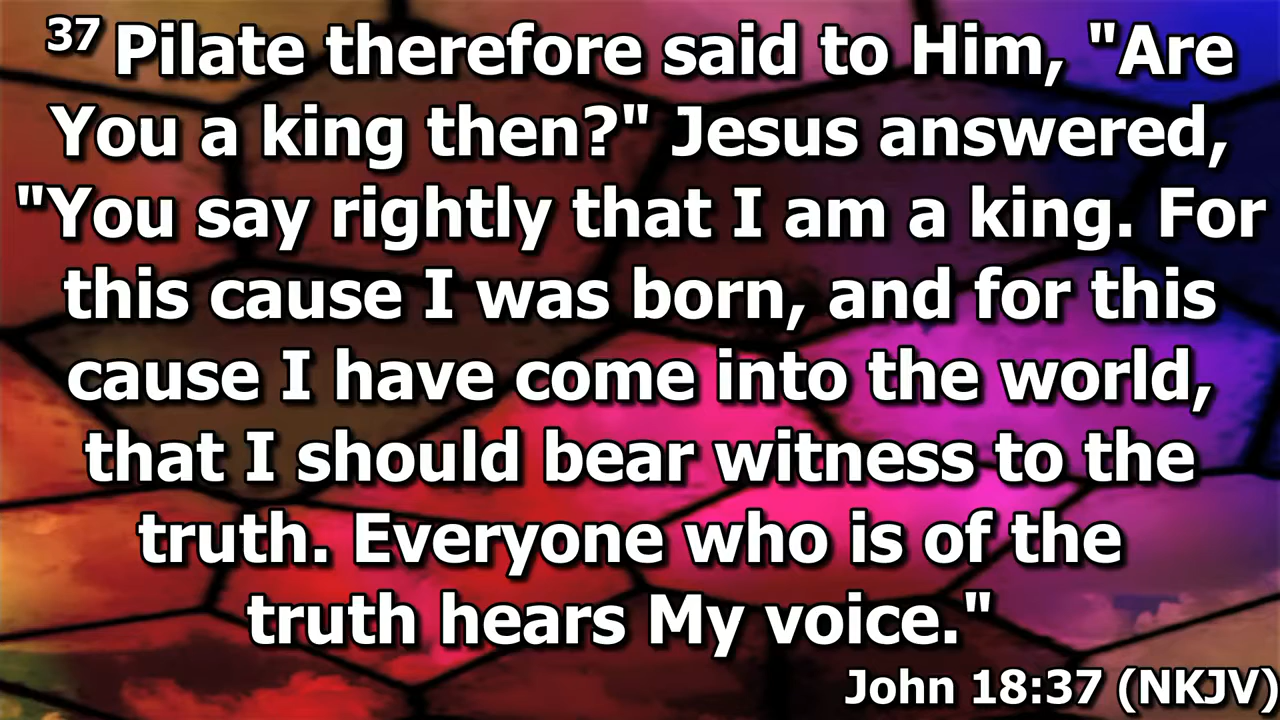 37 Pilate therefore said to Him, "Are
You a king then?" Jesus answered,
"You say rightly that I am a king. For
this cause I was born, and for this
cause I have come into the world,
that I should bear witness to the
truth. Everyone who is of the
truth hears My voice."
John 18:37 (NKJV)